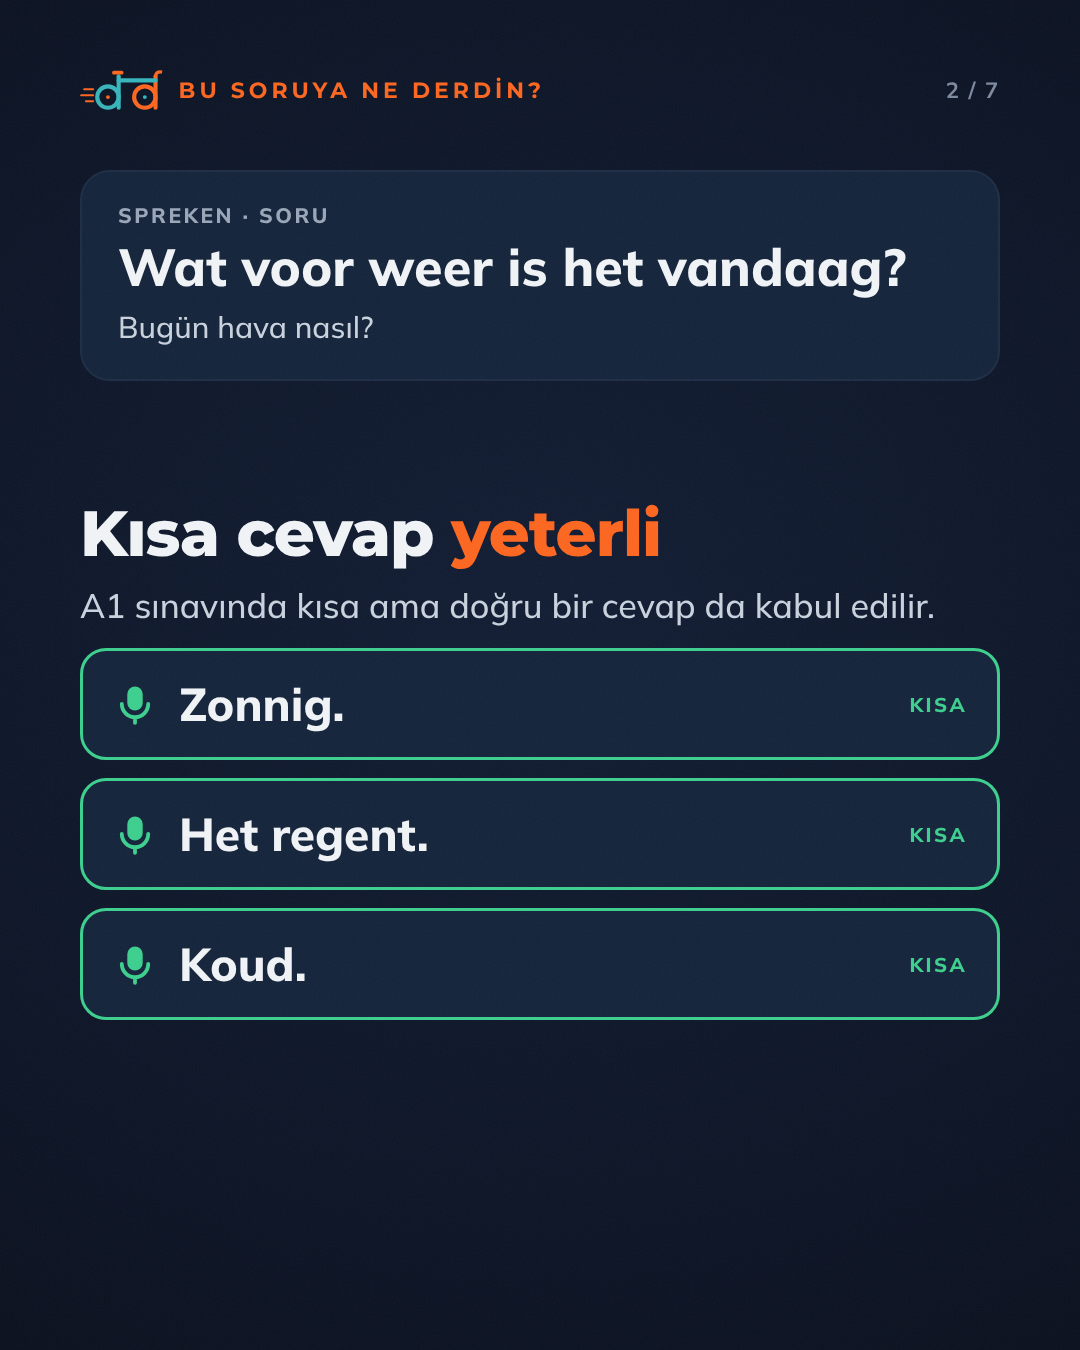 BU SORUYA NE DERDİN?
2 / 7
SPREKEN · SORU
Wat voor weer is het vandaag?
Bugün hava nasıl?
Kısa cevap yeterli
A1 sınavında kısa ama doğru bir cevap da kabul edilir.
Zonnig.
KISA
Het regent.
KISA
Koud.
KISA